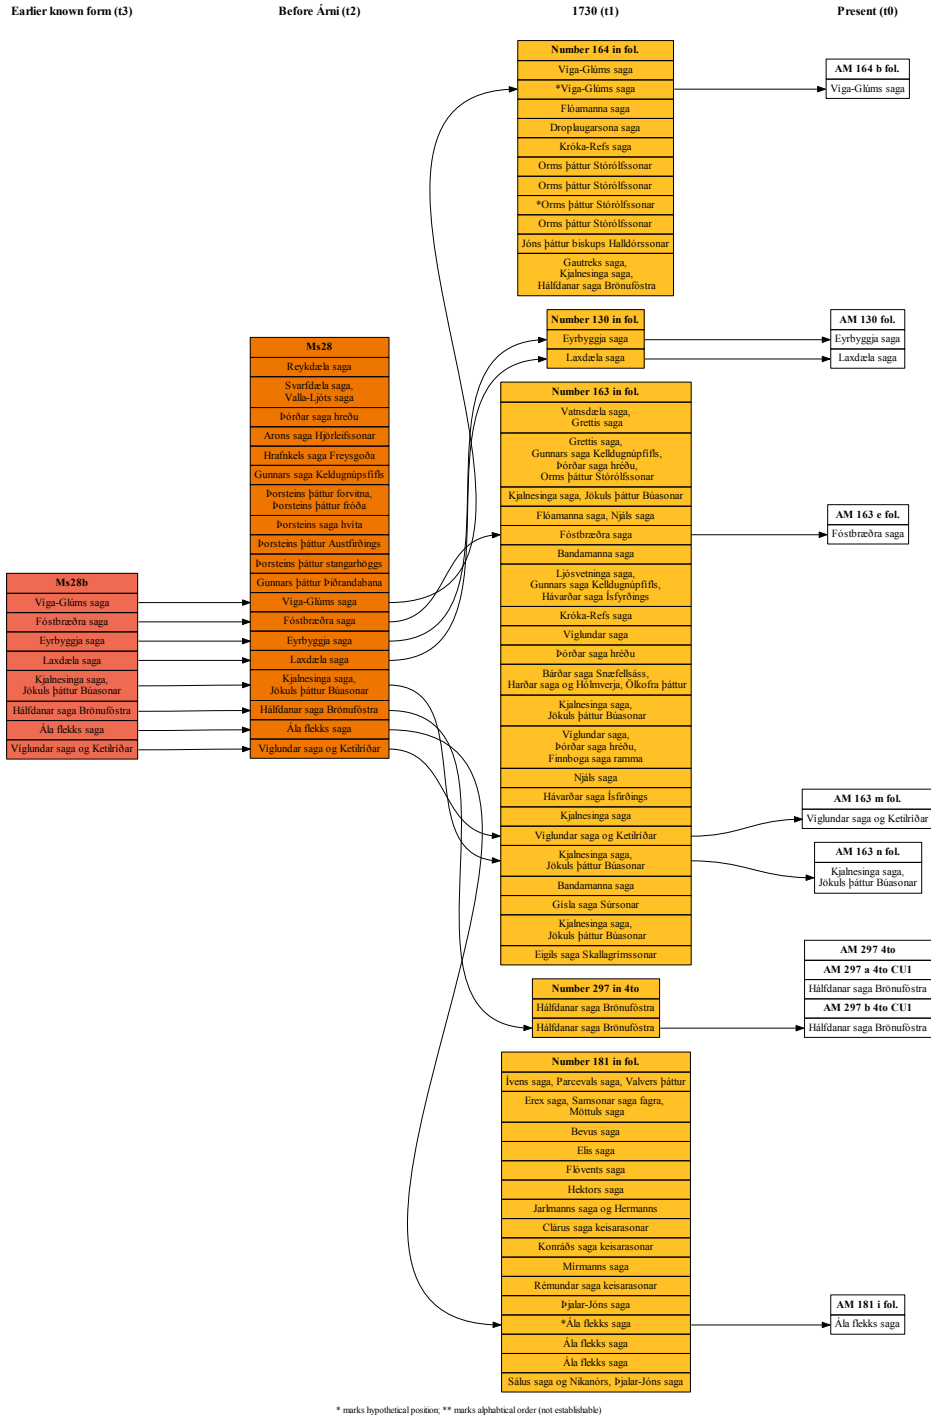 Earlier known form (t3)
Before Árni (t2)
1730 (t1)
Present (t0)
Ms28b
Víga-Glúms saga
Fóstbræðra saga
Eyrbyggja saga
Laxdæla saga
Kjalnesinga saga,
Jökuls þáttur Búasonar
Hálfdanar saga Brönufóstra
Ála flekks saga
Víglundar saga og Ketilríðar
Ms28
Reykdæla saga
Svarfdæla saga,
Valla-Ljóts saga
Þórðar saga hreðu
Arons saga Hjörleifssonar
Hrafnkels saga Freysgoða
Gunnars saga Keldugnúpsfífls
Þorsteins þáttur forvitna,
Þorsteins þáttur fróða
Þorsteins saga hvíta
Þorsteins þáttur Austfirðings
Þorsteins þáttur stangarhöggs
Gunnars þáttur Þiðrandabana
Víga-Glúms saga
Fóstbræðra saga
Eyrbyggja saga
Laxdæla saga
Kjalnesinga saga,
Jökuls þáttur Búasonar
Hálfdanar saga Brönufóstra
Ála flekks saga
Víglundar saga og Ketilríðar
Number 164 in fol.
Víga-Glúms saga
*Víga-Glúms saga
Flóamanna saga
Droplaugarsona saga
Króka-Refs saga
Orms þáttur Stórólfssonar
Orms þáttur Stórólfssonar
*Orms þáttur Stórólfssonar
Orms þáttur Stórólfssonar
Jóns þáttur biskups Halldórssonar
Gautreks saga,
Kjalnesinga saga,
Hálfdanar saga Brönufóstra
Number 130 in fol.
Eyrbyggja saga
Laxdæla saga
Number 163 in fol.
Vatnsdæla saga,
Grettis saga
Grettis saga,
Gunnars saga Kelldugnúpfífls,
Þórðar saga hréðu,
Orms þáttur Stórólfssonar
Kjalnesinga saga, Jökuls þáttur Búasonar
Flóamanna saga, Njáls saga
Fóstbræðra saga
Bandamanna saga
Ljósvetninga saga,
Gunnars saga Kelldugnúpfífls,
Hávarðar saga Ísfyrðings
Króka-Refs saga
Víglundar saga
Þórðar saga hréðu
Bárðar saga Snæfellsáss,
Harðar saga og Hólmverja, Ölkofra þáttur
Kjalnesinga saga,
Jökuls þáttur Búasonar
Víglundar saga,
Þórðar saga hréðu,
Finnboga saga ramma
Njáls saga
Hávarðar saga Ísfirðings
Kjalnesinga saga
Víglundar saga og Ketilríðar
Kjalnesinga saga,
Jökuls þáttur Búasonar
Bandamanna saga
Gísla saga Súrsonar
Kjalnesinga saga,
Jökuls þáttur Búasonar
Eigils saga Skallagrímssonar
Number 297 in 4to
Hálfdanar saga Brönufóstra
Hálfdanar saga Brönufóstra
Number 181 in fol.
Ívens saga, Parcevals saga, Valvers þáttur
Erex saga, Samsonar saga fagra,
Möttuls saga
Bevus saga
Elis saga
Flóvents saga
Hektors saga
Jarlmanns saga og Hermanns
Clárus saga keisarasonar
Konráðs saga keisarasonar
Mírmanns saga
Rémundar saga keisarasonar
Þjalar-Jóns saga
*Ála flekks saga
Ála flekks saga
Ála flekks saga
Sálus saga og Nikanórs, Þjalar-Jóns saga
AM 164 b fol.
Víga-Glúms saga
AM 130 fol.
Eyrbyggja saga
Laxdæla saga
AM 163 e fol.
Fóstbræðra saga
AM 163 m fol.
Víglundar saga og Ketilríðar
AM 163 n fol.
Kjalnesinga saga,
Jökuls þáttur Búasonar
AM 297 4to
AM 297 a 4to CU1
Hálfdanar saga Brönufóstra
AM 297 b 4to CU1
Hálfdanar saga Brönufóstra
AM 181 i fol.
Ála flekks saga
* marks hypothetical position; ** marks alphabtical order (not establishable)